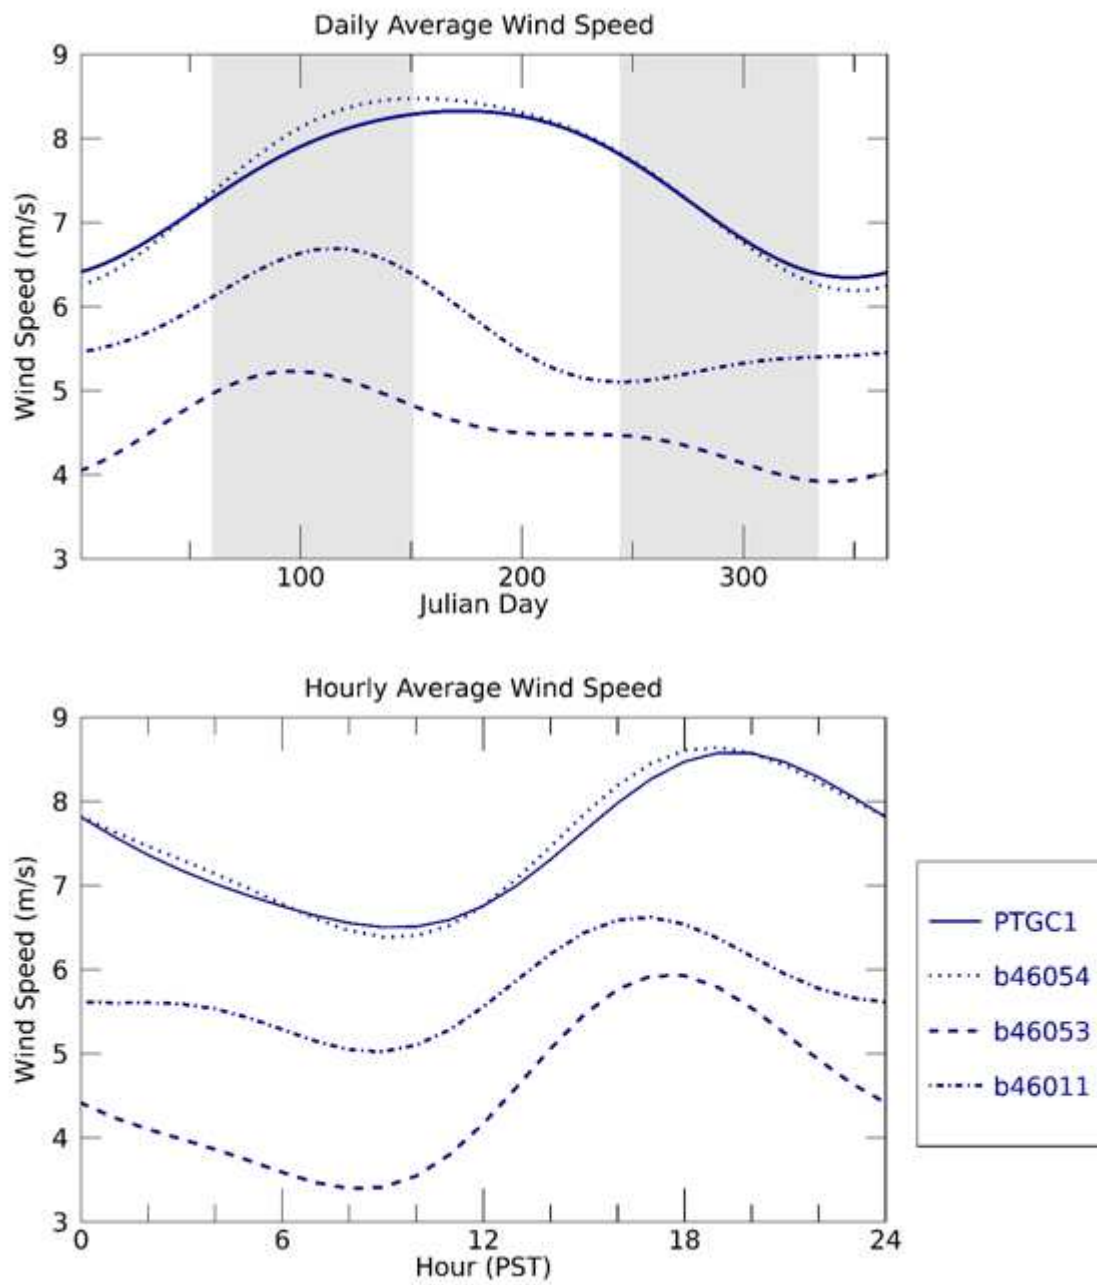 Daily Average Wind Speed
9
8
7
6
5
4
3
Wind Speed (m/s)
100 200 300
Julian Day
Hourly Average Wind Speed
9
8
7
6
5
4
3
Wind Speed (m/s)
0 6 12 18 24
Hour (PST)
PTGC1
b46054
b46053
b46011